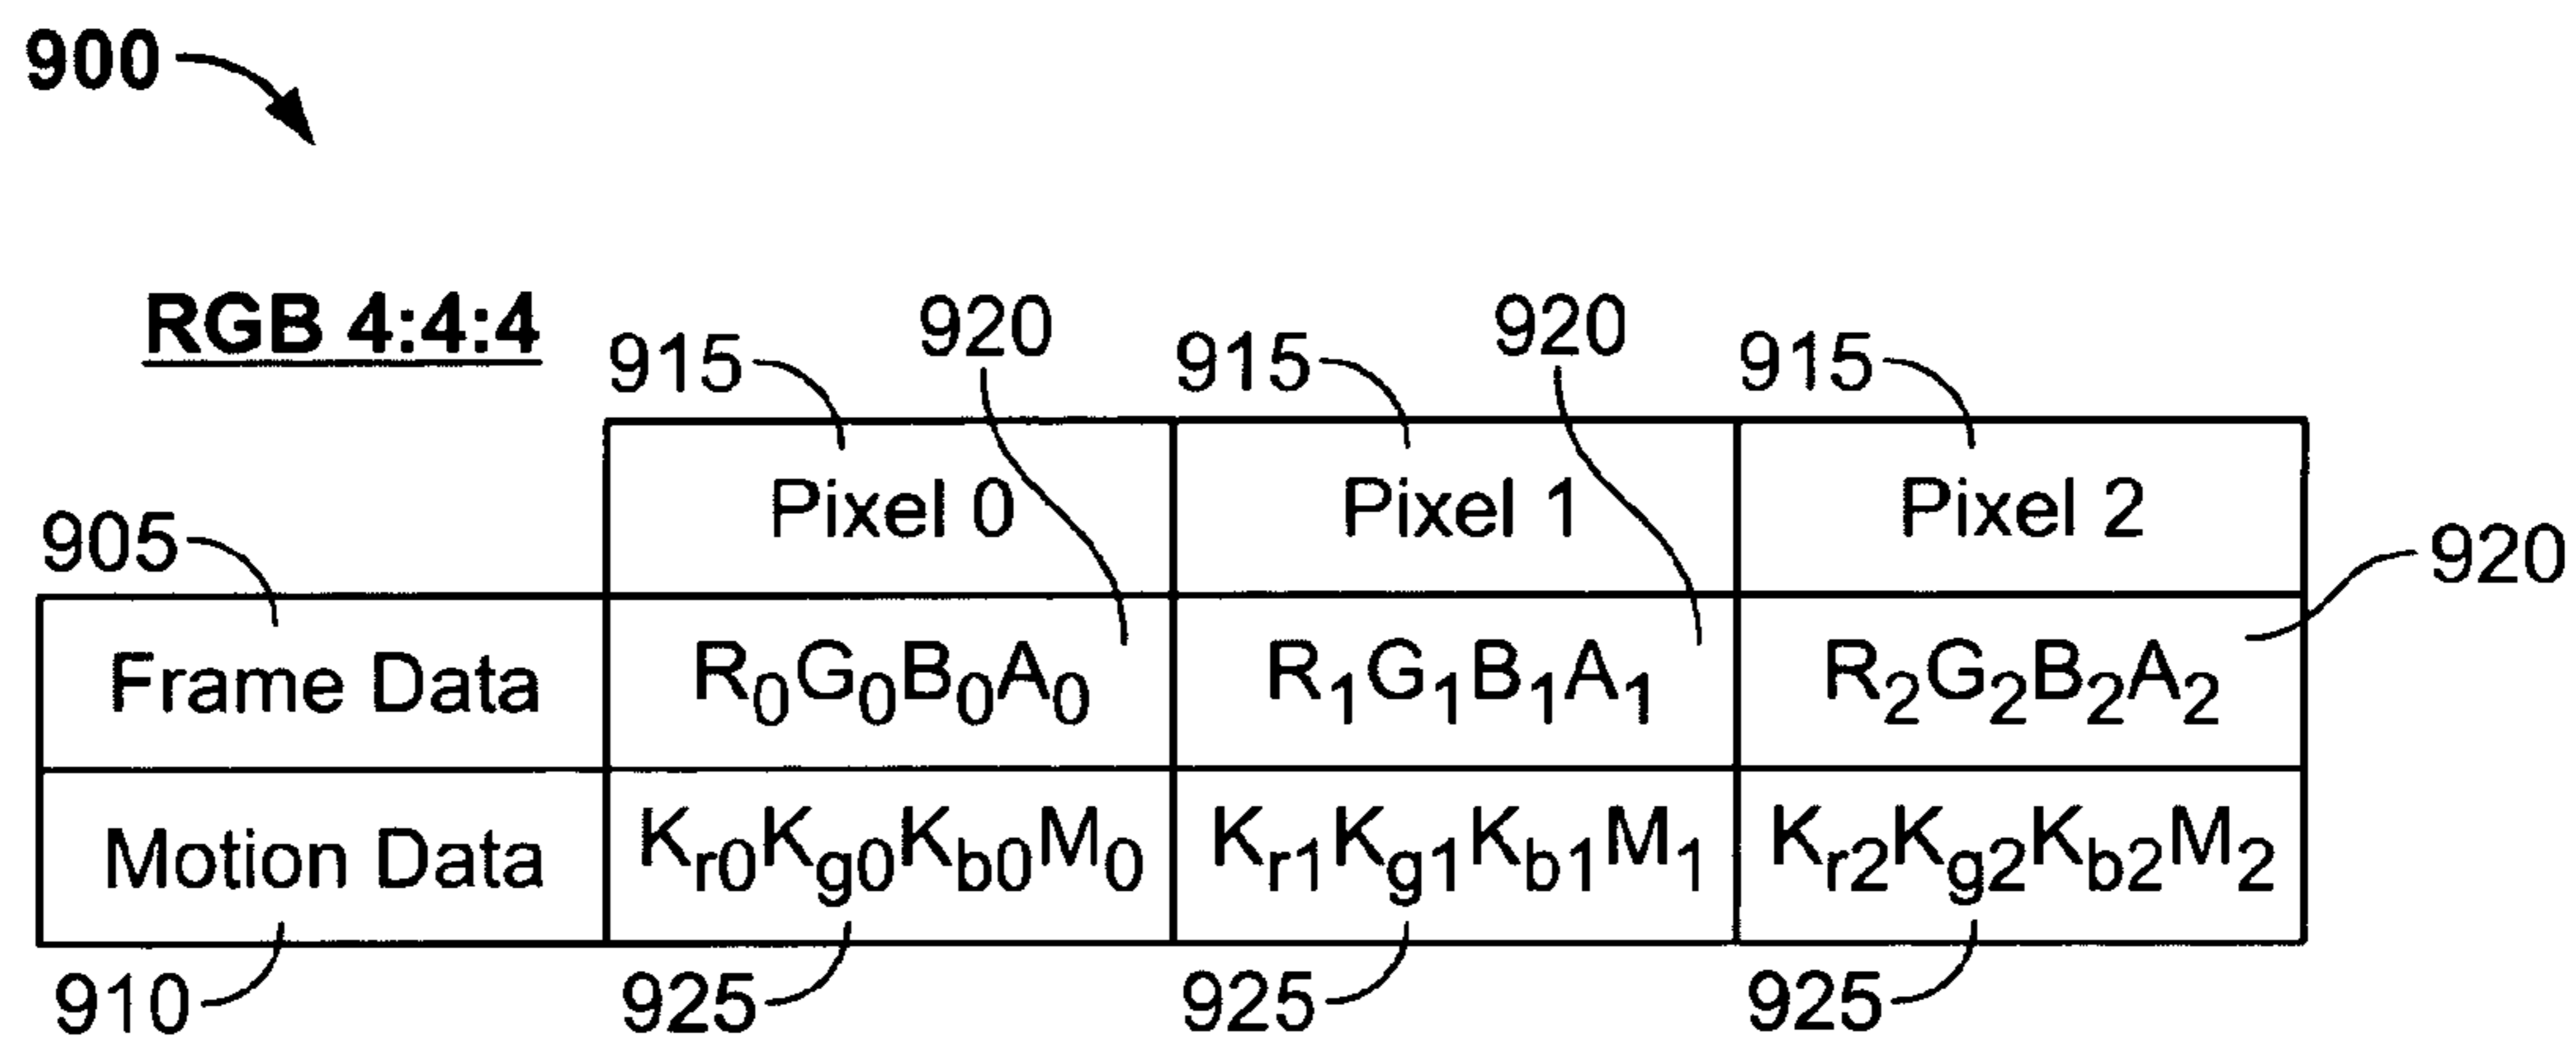 900
RGB 4:4:4
915 920 915 920 915
Pixel 0 Pixel 1 Pixel 2
905 920
Frame Data R0G0B0A0 R1G1B1A1 R2G2B2A2
Motion Data Kr0Kg0Kb0M0 Kr1Kg1Kb1M1 Kr2Kg2Kb2M2
910 925 925 925